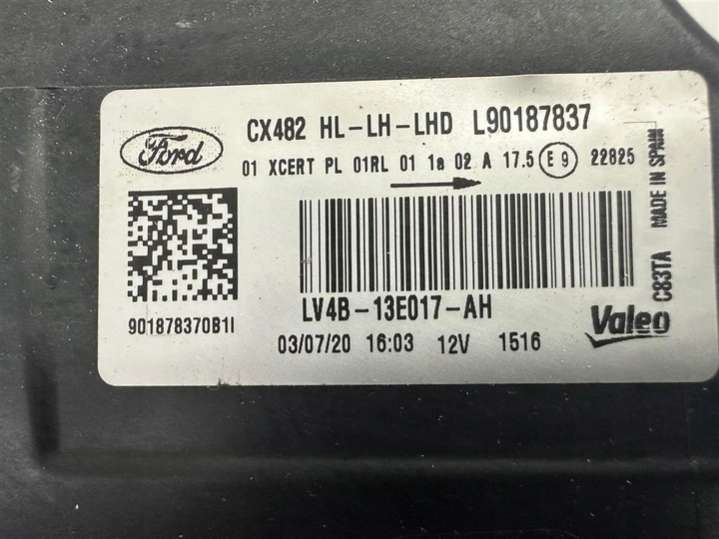 Ford
CX482 HL-LH-LHD L90187837
01 XCERT PL 01RL 01 1a 02 A 17.5 E9 22825
LV4B-13E017-AH
901878370B1I
03/07/20 16:03 12V 1516
Valeo
C83TA MADE IN SPAIN